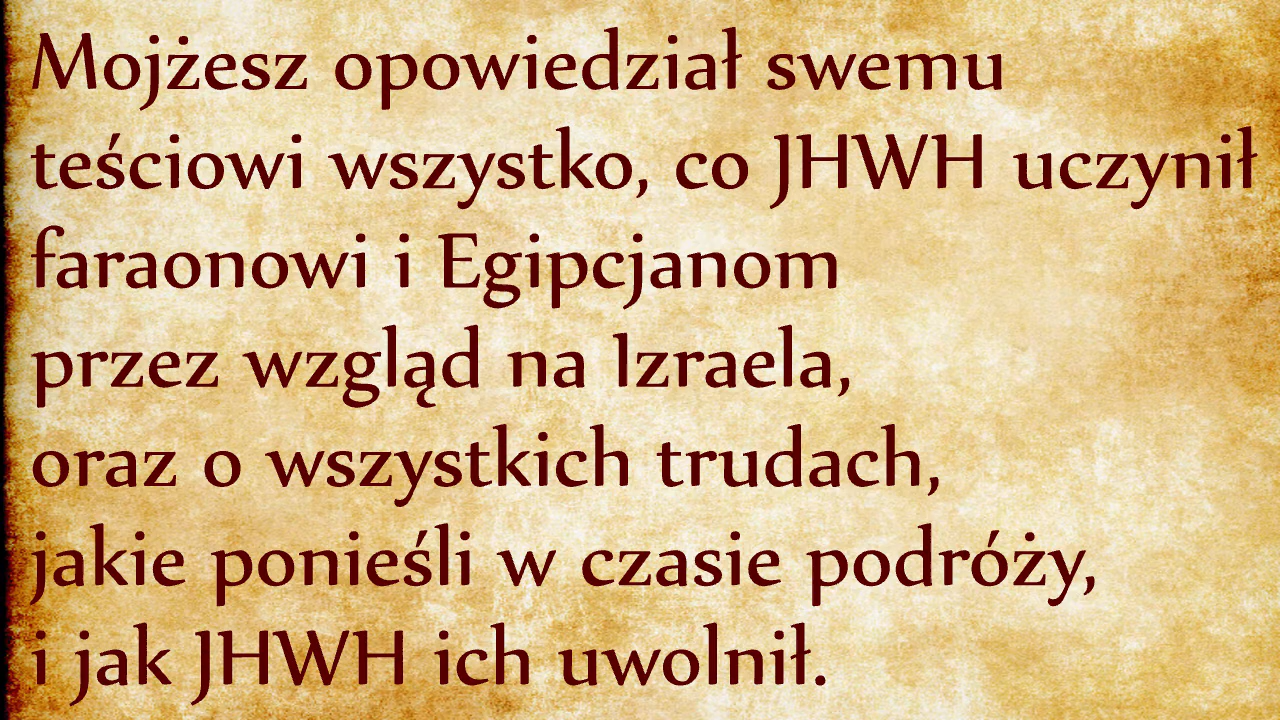 Mojżesz opowiedział swemu
teściowi wszystko, co JHWH uczynił
faraonowi i Egipcjanom
przez wzgląd na Izraela,
oraz o wszystkich trudach,
jakie ponieśli w czasie podróży,
i jak JHWH ich uwolnił.